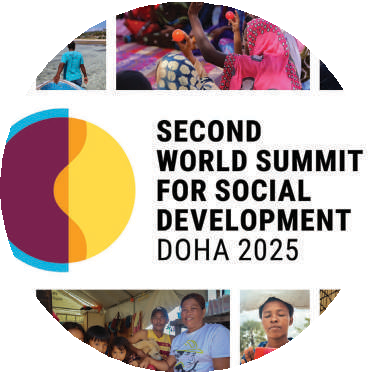 SECOND
WORLD SUMMIT
FOR SOCIAL
DEVELOPMENT
DOHA 2025